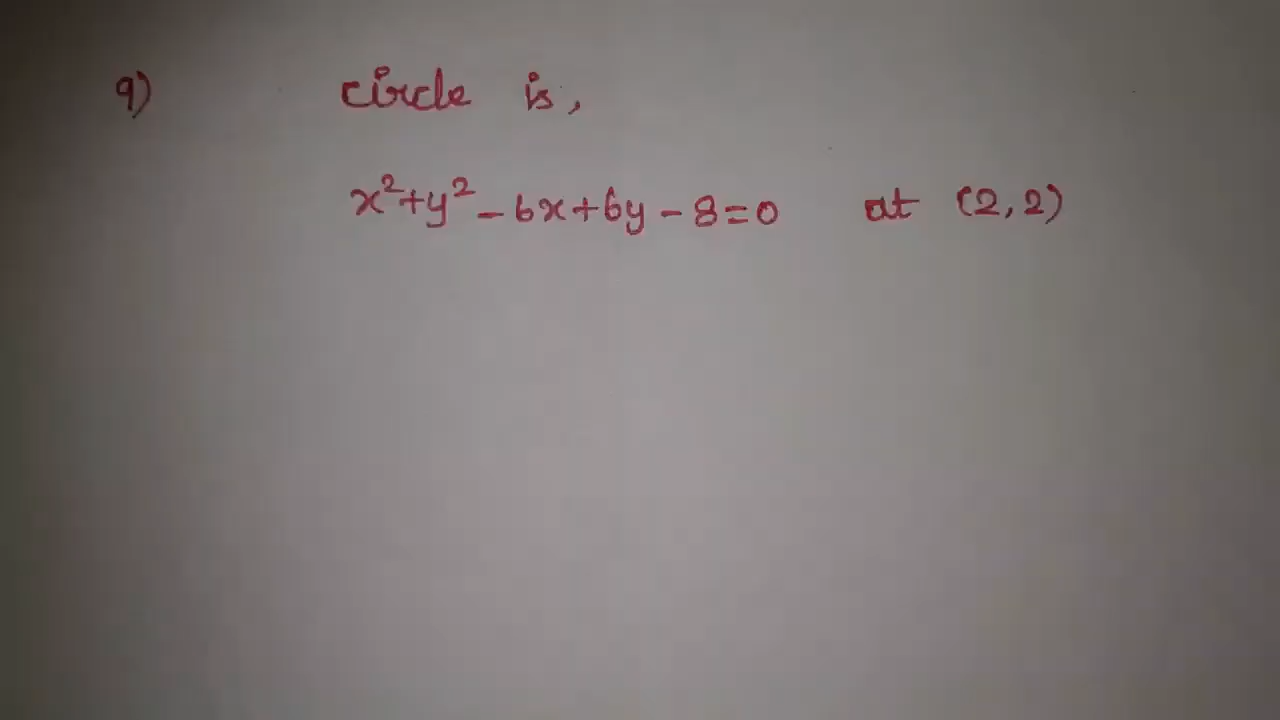 9) circle is,
x²+y²-6x+6y-8=0 at (2,2)